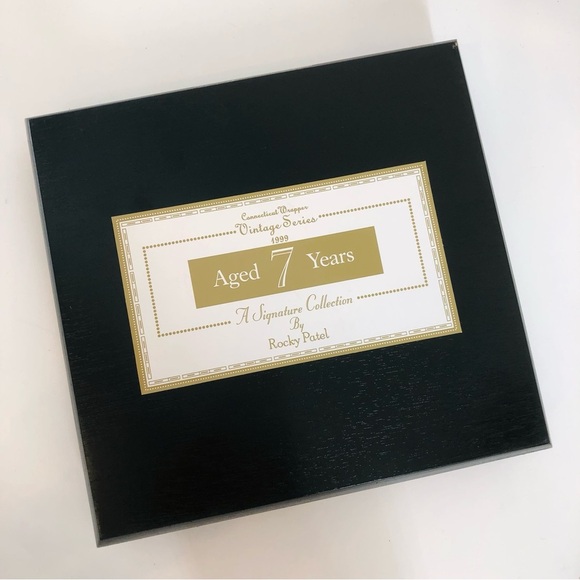 Connecticut Wrapper
Vintage Series
1999
Aged 7 Years
A Signature Collection
By
Rocky Patel